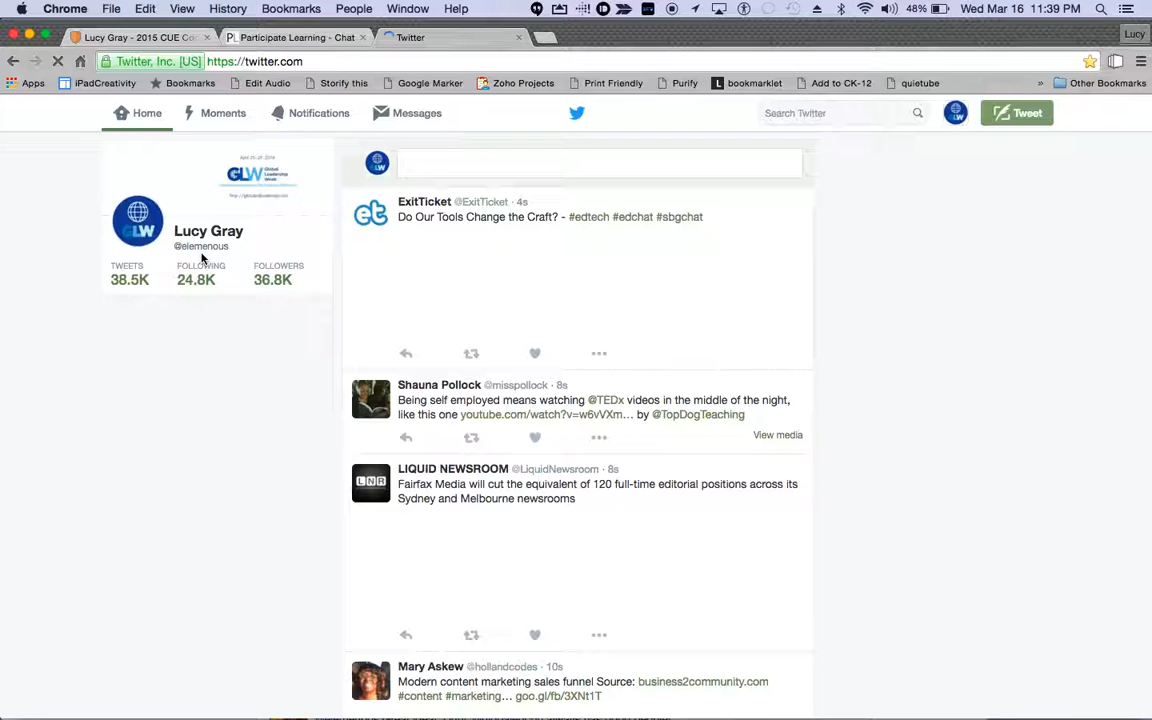 Chrome File Edit View History Bookmarks People Window Help 48% Wed Mar 16 11:39 PM
Lucy Gray - 2015 CUE Co Participate Learning - Chat Twitter Lucy
Twitter, Inc. [US] https://twitter.com
Apps iPadCreativity Bookmarks Edit Audio Storify this Google Marker Zoho Projects Print Friendly Purify bookmarklet Add to CK-12 quietube » Other Bookmarks
Home Moments Notifications Messages Search Twitter Tweet
GLW Global Leadership Week
GLW
Lucy Gray
@elemenous
TWEETS FOLLOWING FOLLOWERS
38.5K 24.8K 36.8K
GLW
et
ExitTicket @ExitTicket · 4s
Do Our Tools Change the Craft? - #edtech #edchat #sbgchat
Shauna Pollock @misspollock · 8s
Being self employed means watching @TEDx videos in the middle of the night,
like this one youtube.com/watch?v=w6vVXm... by @TopDogTeaching
View media
LNR
LIQUID NEWSROOM @LiquidNewsroom · 8s
Fairfax Media will cut the equivalent of 120 full-time editorial positions across its
Sydney and Melbourne newsrooms
Mary Askew @hollandcodes · 10s
Modern content marketing sales funnel Source: business2community.com
#content #marketing... goo.gl/fb/3XNt1T